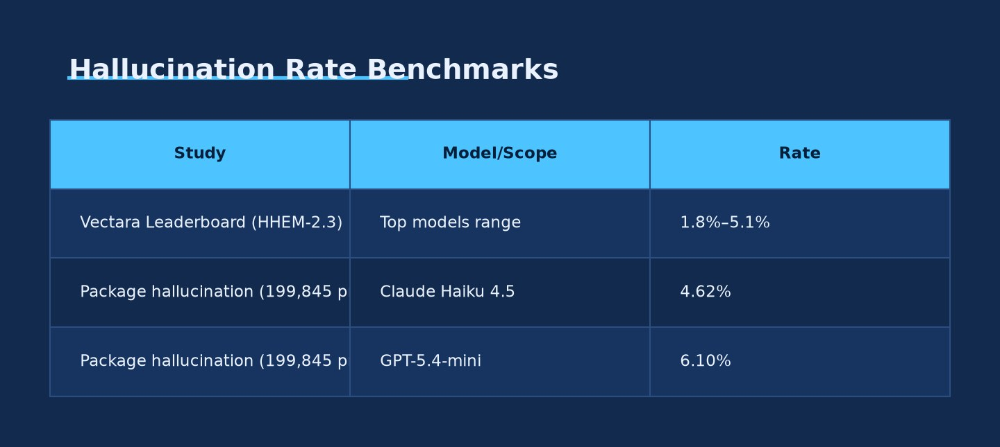 Hallucination Rate Benchmarks
Study Model/Scope Rate
Vectara Leaderboard (HHEM-2.3) Top models range 1.8%–5.1%
Package hallucination (199,845 p Claude Haiku 4.5 4.62%
Package hallucination (199,845 p GPT-5.4-mini 6.10%